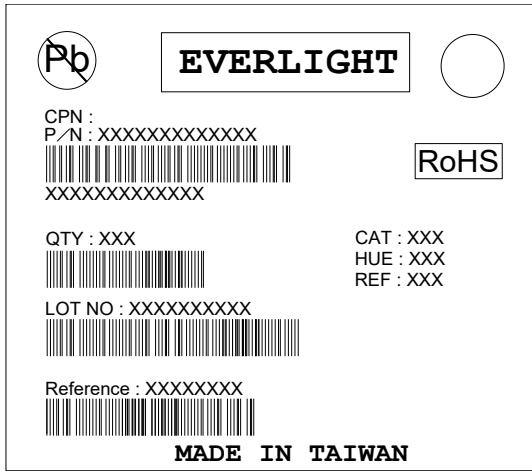 Pb
EVERLIGHT
CPN :
P/N : XXXXXXXXXXXXX
RoHS
XXXXXXXXXXXXX
QTY : XXX
CAT : XXX
HUE : XXX
REF : XXX
LOT NO : XXXXXXXXXX
Reference : XXXXXXXX
MADE IN TAIWAN